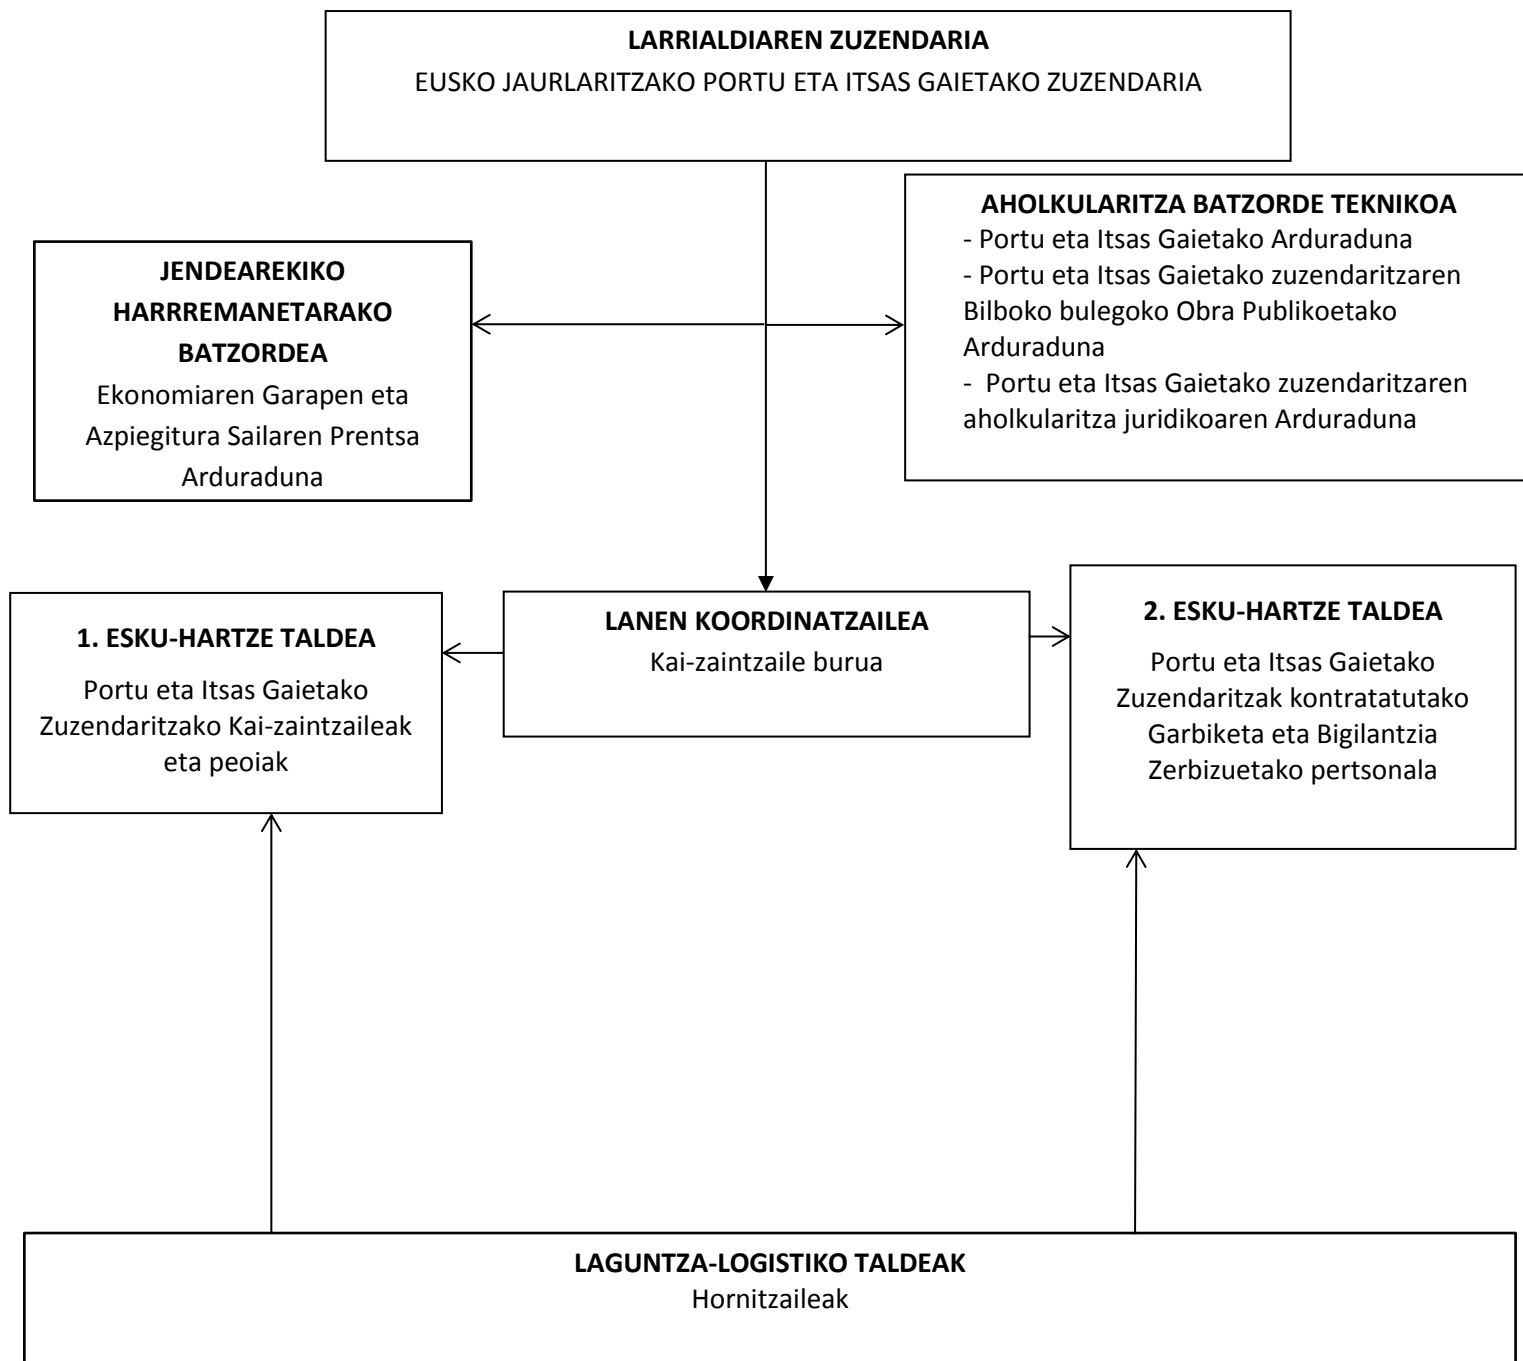 LARRIALDIAREN ZUZENDARIA
EUSKO JAURLARITZAKO PORTU ETA ITSAS GAIETAKO ZUZENDARIA
JENDEAREKIKO
HARRREMANETARAKO
BATZORDEA
Ekonomiaren Garapen eta
Azpiegitura Sailaren Prentsa
Arduraduna
AHOLKULARITZA BATZORDE TEKNIKOA
- Portu eta Itsas Gaietako Arduraduna
- Portu eta Itsas Gaietako zuzendaritzaren
Bilboko bulegoko Obra Publikoetako
Arduraduna
- Portu eta Itsas Gaietako zuzendaritzaren
aholkularitza juridikoaren Arduraduna
1. ESKU-HARTZE TALDEA
Portu eta Itsas Gaietako
Zuzendaritzako Kai-zaintzaileak
eta peoiak
LANEN KOORDINATZAILEA
Kai-zaintzaile burua
2. ESKU-HARTZE TALDEA
Portu eta Itsas Gaietako
Zuzendaritzak kontratatutako
Garbiketa eta Bigilantzia
Zerbizuetako pertsonala
LAGUNTZA-LOGISTIKO TALDEAK
Hornitzaileak